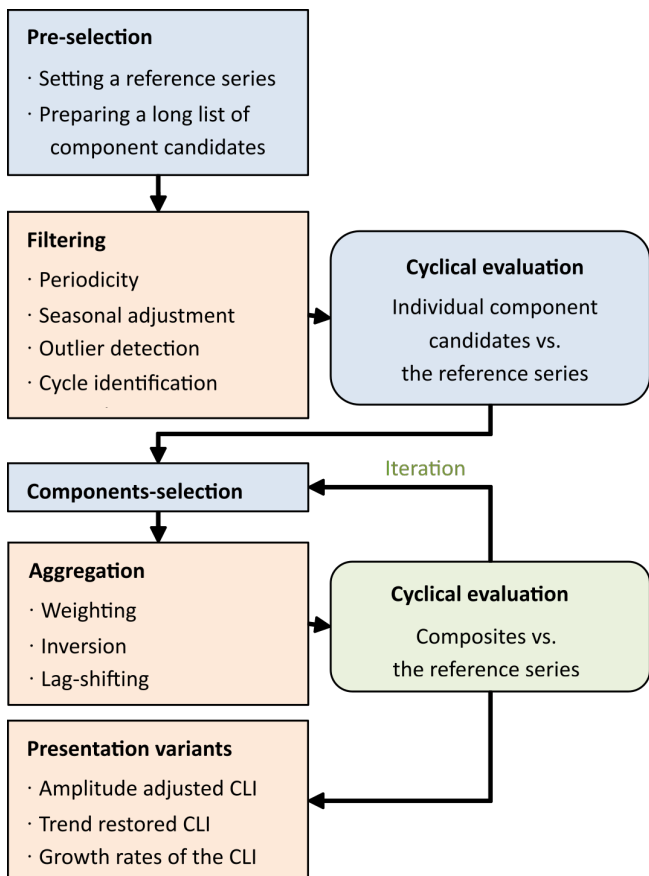 Pre-selection
· Setting a reference series
· Preparing a long list of
component candidates
Filtering
· Periodicity
· Seasonal adjustment
· Outlier detection
· Cycle identification
Cyclical evaluation
Individual component
candidates vs.
the reference series
Components-selection
Iteration
Aggregation
· Weighting
· Inversion
· Lag-shifting
Cyclical evaluation
Composites vs.
the reference series
Presentation variants
· Amplitude adjusted CLI
· Trend restored CLI
· Growth rates of the CLI